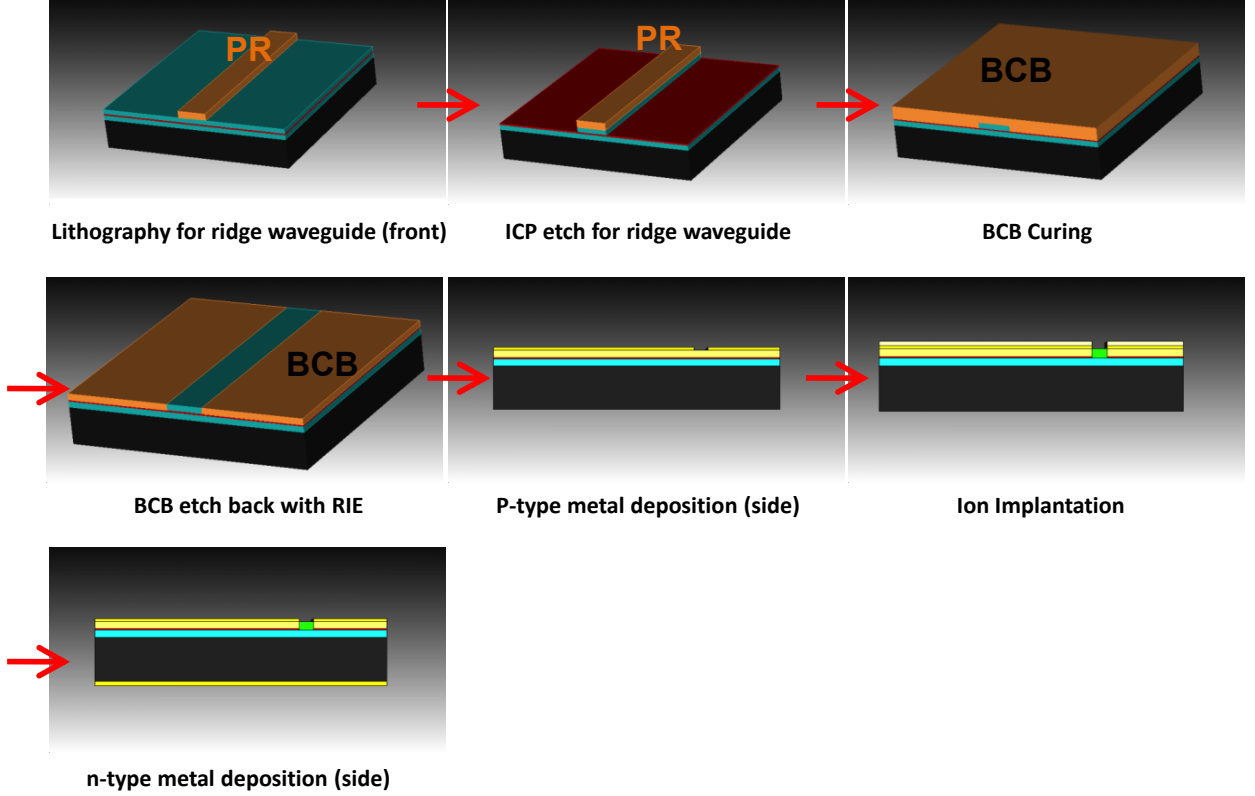 PR
PR
BCB
Lithography for ridge waveguide (front)
ICP etch for ridge waveguide
BCB Curing
BCB
BCB etch back with RIE
P-type metal deposition (side)
Ion Implantation
n-type metal deposition (side)